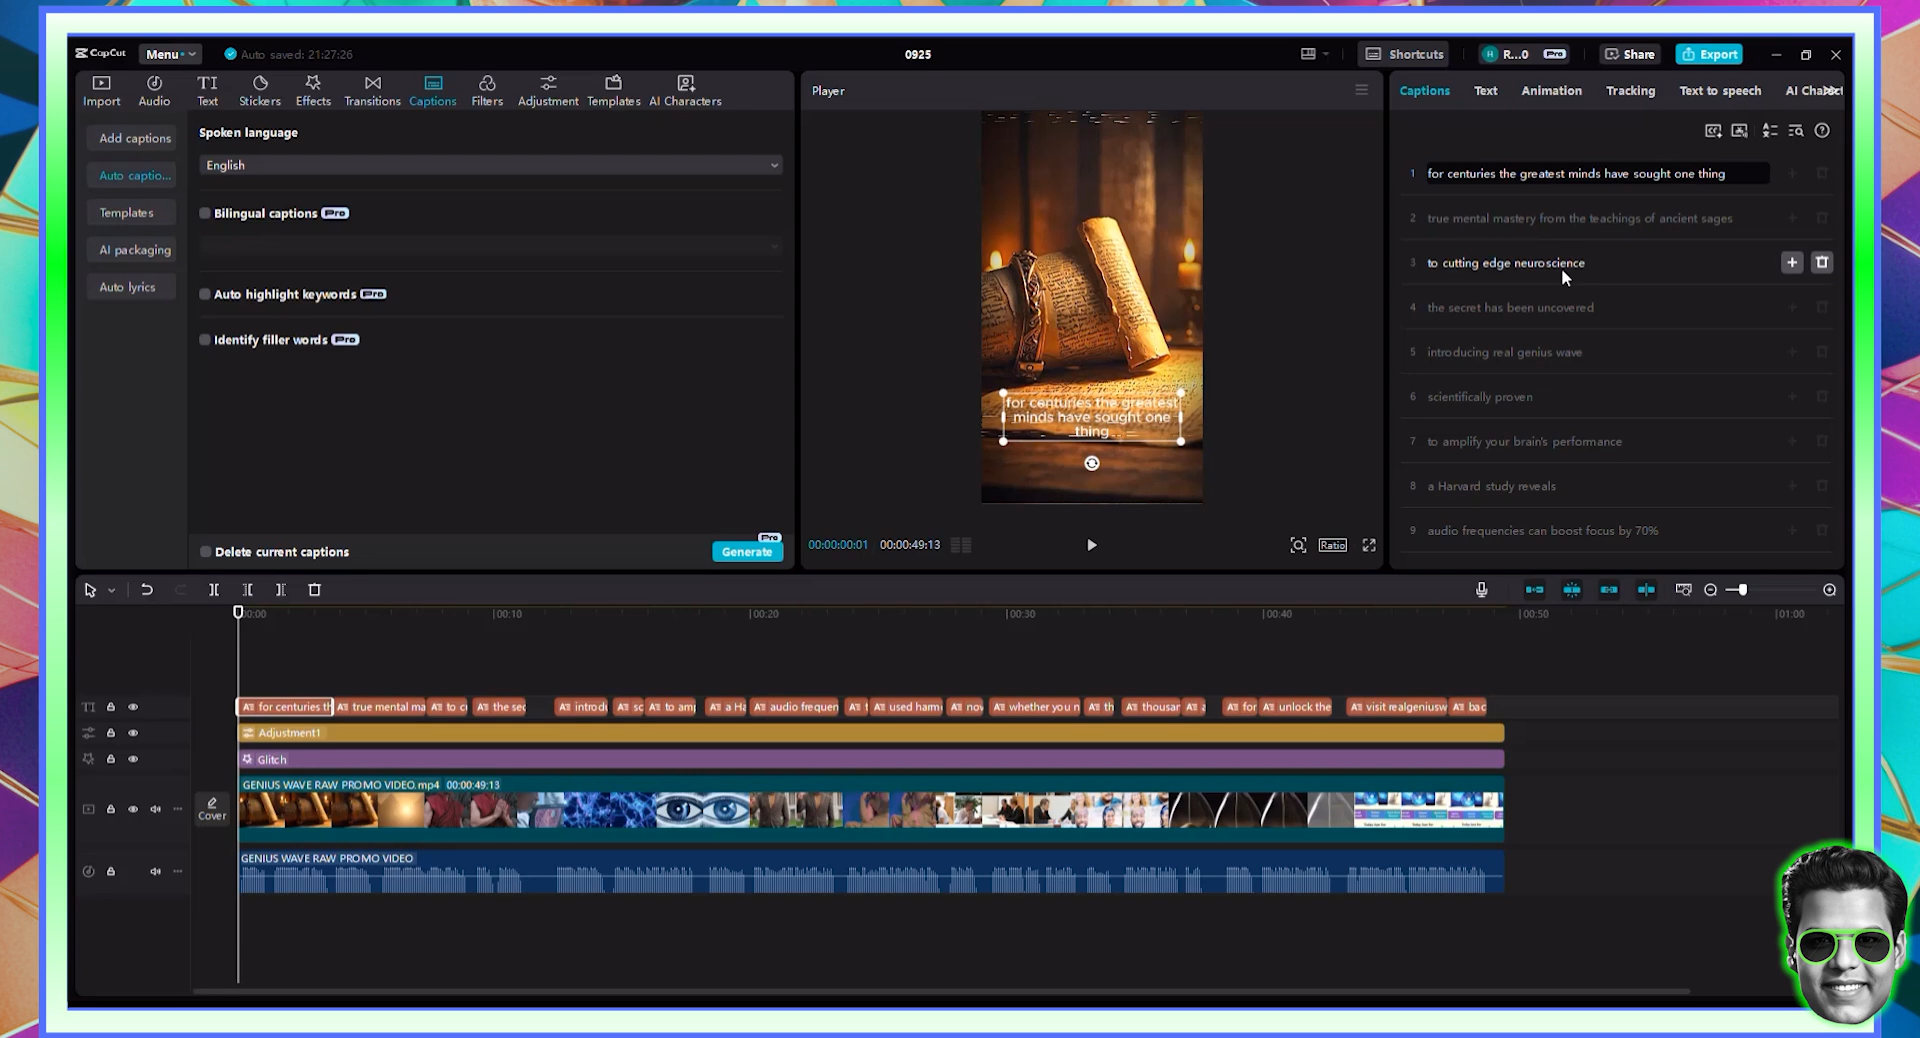 CapCut
Menu
Auto saved: 21:27:26
0925
Shortcuts
R...0
Pro
Share
Export
Import
Audio
Text
Stickers
Effects
Transitions
Captions
Filters
Adjustment
Templates
AI Characters
Add captions
Auto captio...
Templates
AI packaging
Auto lyrics
Spoken language
English
Bilingual captions Pro
Auto highlight keywords Pro
Identify filler words Pro
Delete current captions
Pro
Generate
Player
for centuries the greatest
minds have sought one
thing
00:00:00:01
00:00:49:13
Ratio
Captions
Text
Animation
Tracking
Text to speech
AI Charact
1 for centuries the greatest minds have sought one thing
2 true mental mastery from the teachings of ancient sages
3 to cutting edge neuroscience
4 the secret has been uncovered
5 introducing real genius wave
6 scientifically proven
7 to amplify your brain's performance
8 a Harvard study reveals
9 audio frequencies can boost focus by 70%
00:00
00:10
00:20
00:30
00:40
00:50
01:00
for centuries th
true mental ma
to c
the sec
introd
sc
to am
a Ha
audio frequen
t
used harm
no
whether you n
th
thousan
a
for
unlock the
visit realgeniusw
bac
Adjustment1
Glitch
GENIUS WAVE RAW PROMO VIDEO.mp4 00:00:49:13
Cover
GENIUS WAVE RAW PROMO VIDEO